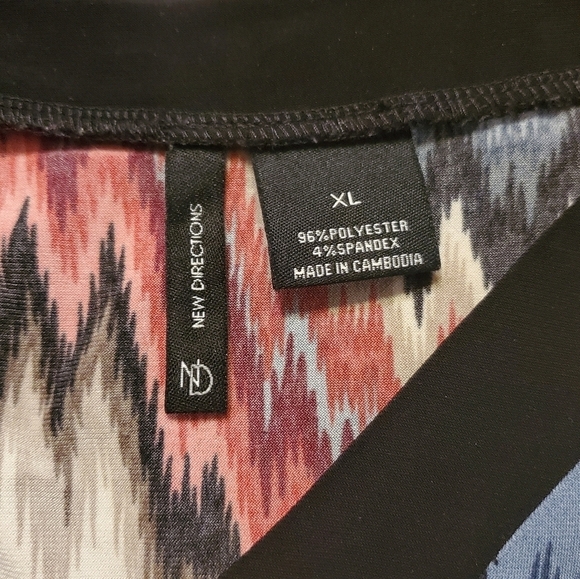 NEW DIRECTIONS
ND
XL
96%POLYESTER
4%SPANDEX
MADE IN CAMBODIA